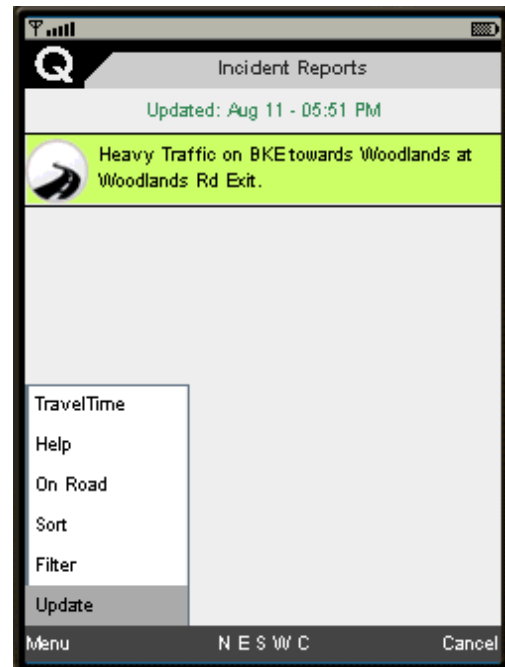 Q
Incident Reports
Updated: Aug 11 - 05:51 PM
Heavy Traffic on BKE towards Woodlands at
Woodlands Rd Exit.
TravelTime
Help
On Road
Sort
Filter
Update
Menu N E S W C Cancel